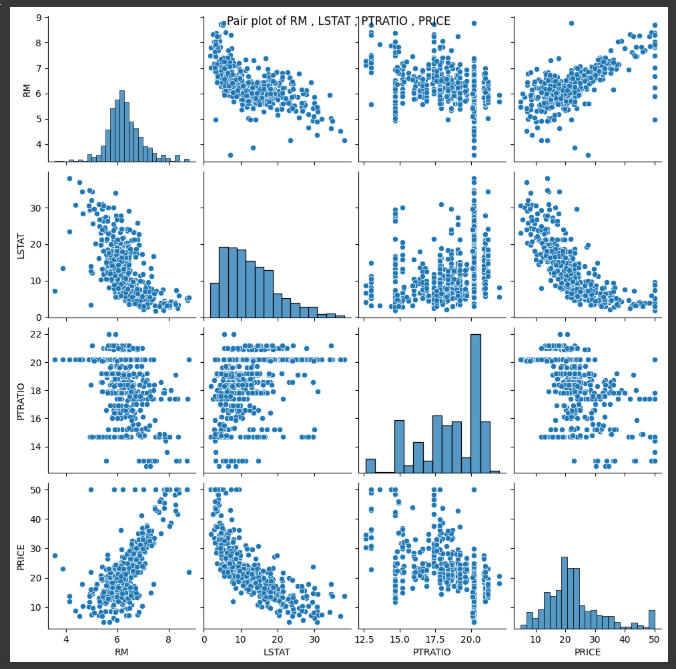 Pair plot of RM , LSTAT , PTRATIO , PRICE
9
8
7
6
5
4
RM
30
20
10
0
LSTAT
22
20
18
16
14
PTRATIO
50
40
30
20
10
PRICE
4 6 8
0 10 20 30
12.5 15.0 17.5 20.0
10 20 30 40 50
RM LSTAT PTRATIO PRICE